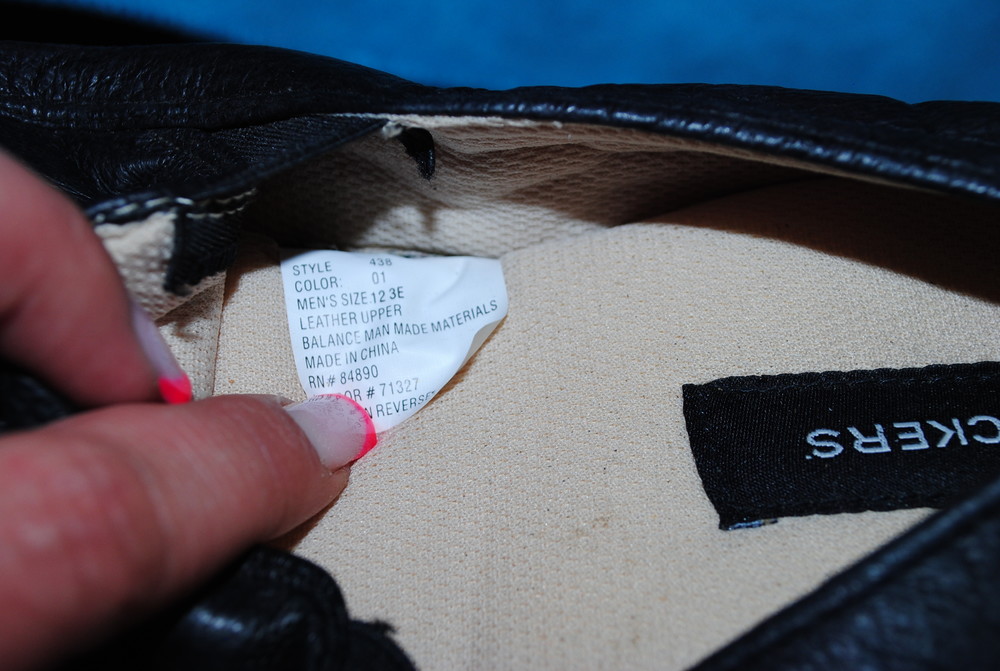 STYLE 438
COLOR: 01
MEN'S SIZE 12 3E
LEATHER UPPER
BALANCE MAN MADE MATERIALS
MADE IN CHINA
RN# 84890
# 71327
REVERSE
CKERS